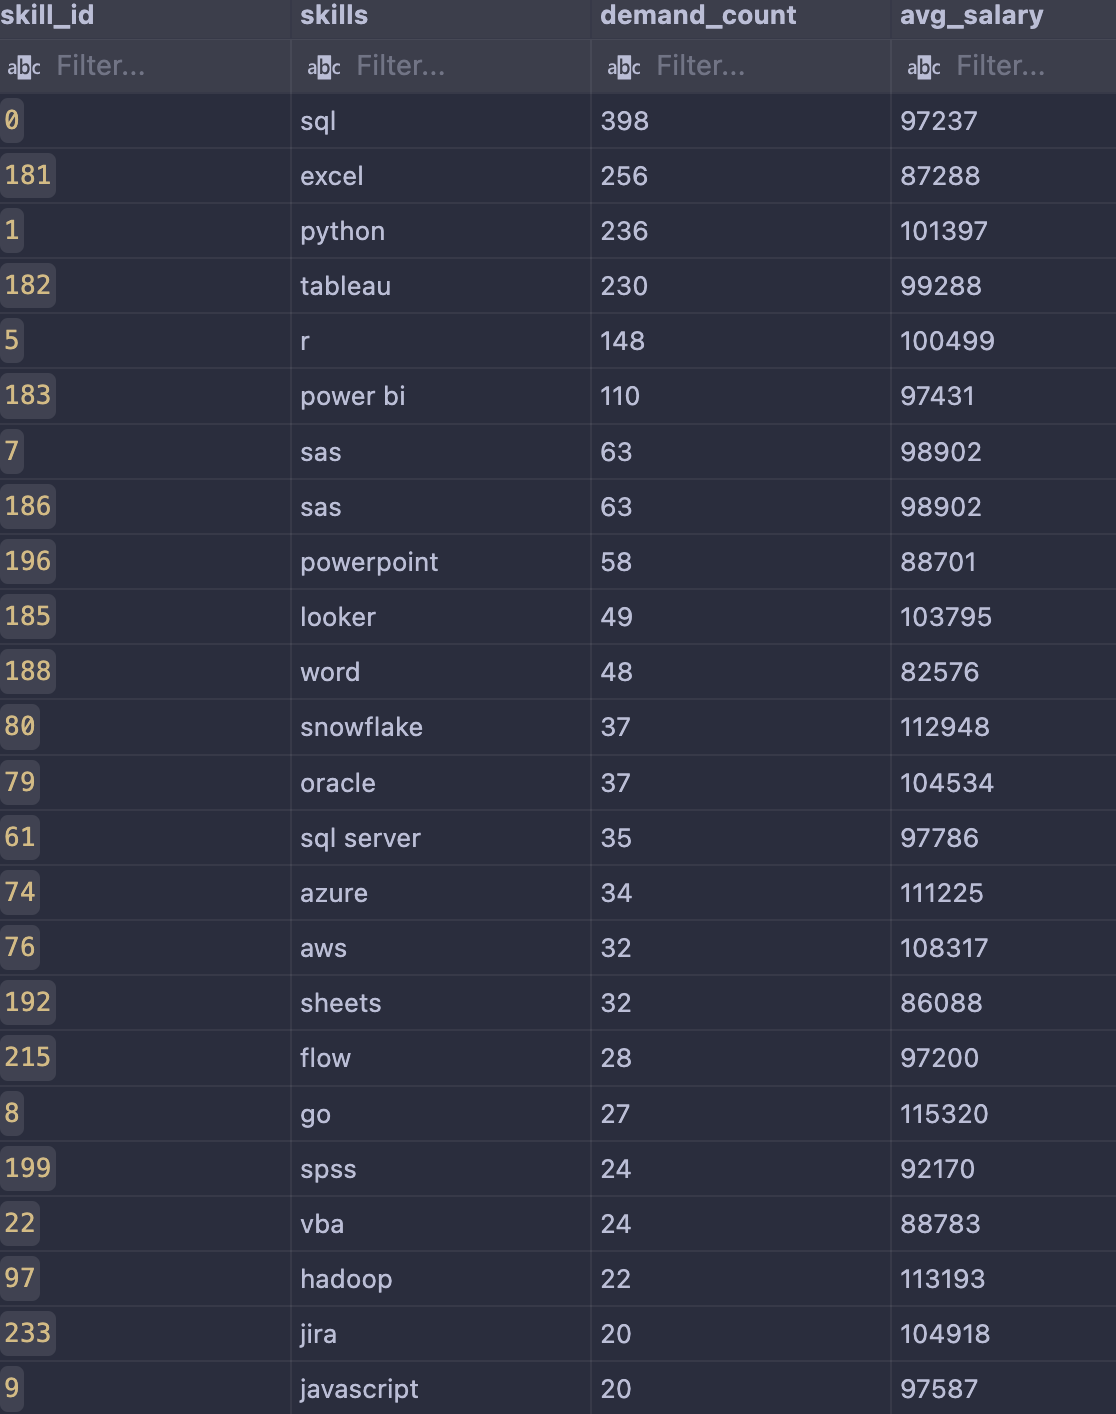 skill_id skills demand_count avg_salary
abc Filter... abc Filter... abc Filter... abc Filter...
0 sql 398 97237
181 excel 256 87288
1 python 236 101397
182 tableau 230 99288
5 r 148 100499
183 power bi 110 97431
7 sas 63 98902
186 sas 63 98902
196 powerpoint 58 88701
185 looker 49 103795
188 word 48 82576
80 snowflake 37 112948
79 oracle 37 104534
61 sql server 35 97786
74 azure 34 111225
76 aws 32 108317
192 sheets 32 86088
215 flow 28 97200
8 go 27 115320
199 spss 24 92170
22 vba 24 88783
97 hadoop 22 113193
233 jira 20 104918
9 javascript 20 97587